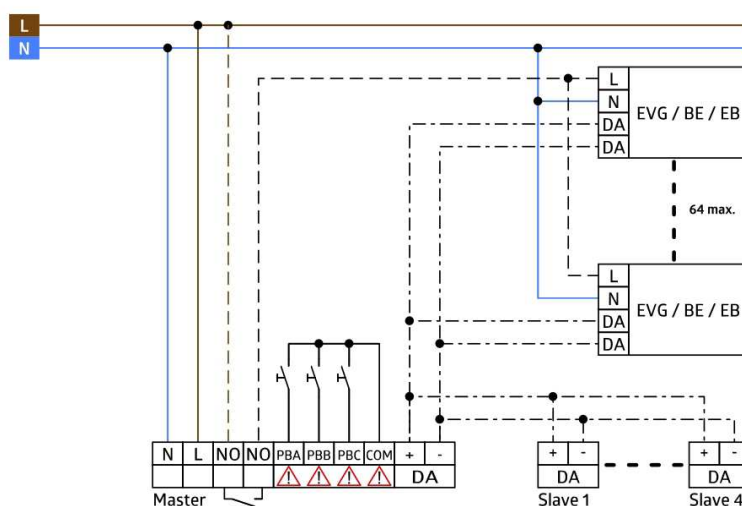 L
N
L
N
DA
DA
EVG / BE / EB
64 max.
L
N
DA
DA
EVG / BE / EB
N L NO NO PBA PBB PBC COM + -
DA
Master
+ -
DA
Slave 1
+ -
DA
Slave 4